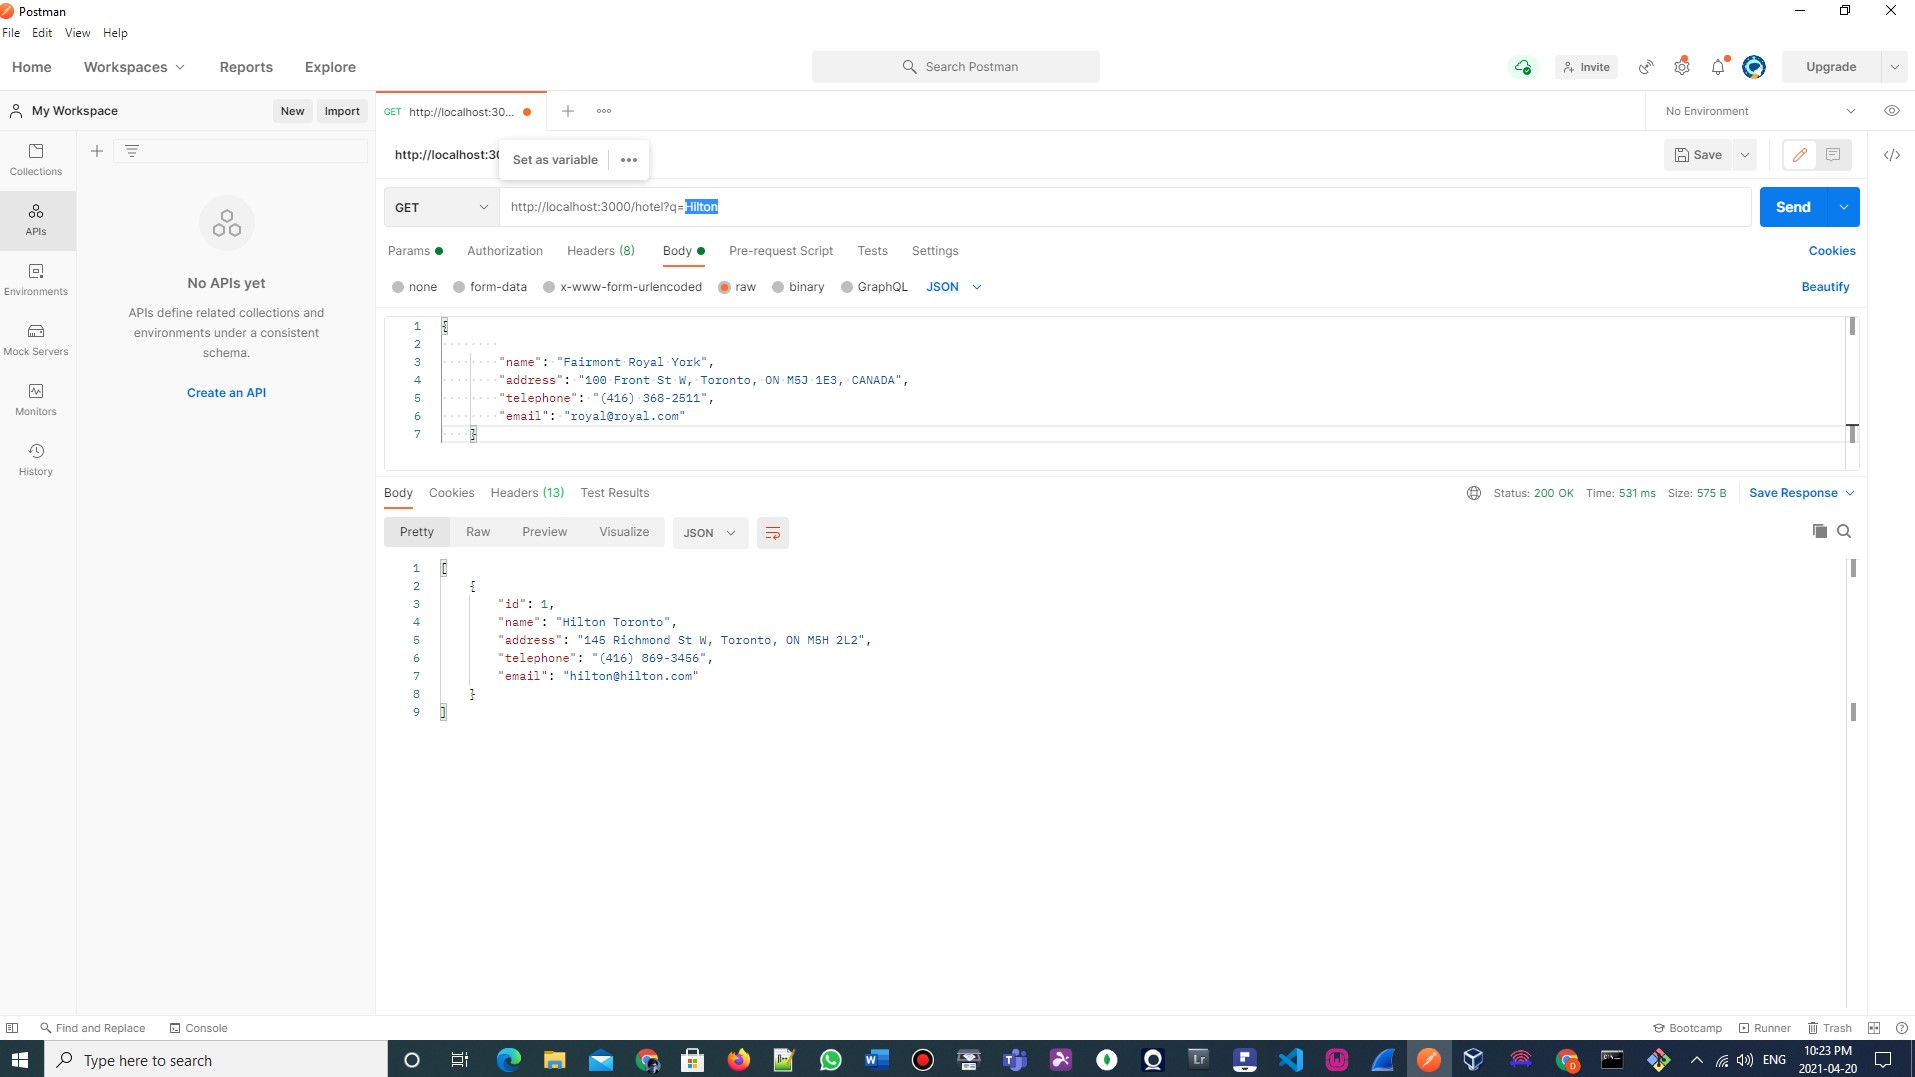 Postman
File Edit View Help
Home Workspaces Reports Explore Search Postman Invite Upgrade
My Workspace New Import GET http://localhost:30... No Environment
http://localhost:30 Set as variable Save
GET http://localhost:3000/hotel?q=Hilton Send
Params Authorization Headers (8) Body Pre-request Script Tests Settings Cookies
none form-data x-www-form-urlencoded raw binary GraphQL JSON Beautify
Collections
APIs
Environments
Mock Servers
Monitors
History
No APIs yet
APIs define related collections and
environments under a consistent
schema.
Create an API
1 {
2
3 "name": "Fairmont Royal York",
4 "address": "100 Front St W, Toronto, ON M5J 1E3, CANADA",
5 "telephone": "(416) 368-2511",
6 "email": "royal@royal.com"
7 }
Body Cookies Headers (13) Test Results Status: 200 OK Time: 531 ms Size: 575 B Save Response
Pretty Raw Preview Visualize JSON
1 [
2 {
3 "id": 1,
4 "name": "Hilton Toronto",
5 "address": "145 Richmond St W, Toronto, ON M5H 2L2",
6 "telephone": "(416) 869-3456",
7 "email": "hilton@hilton.com"
8 }
9 ]
Find and Replace Console Bootcamp Runner Trash
Type here to search Lr ENG 10:23 PM
2021-04-20